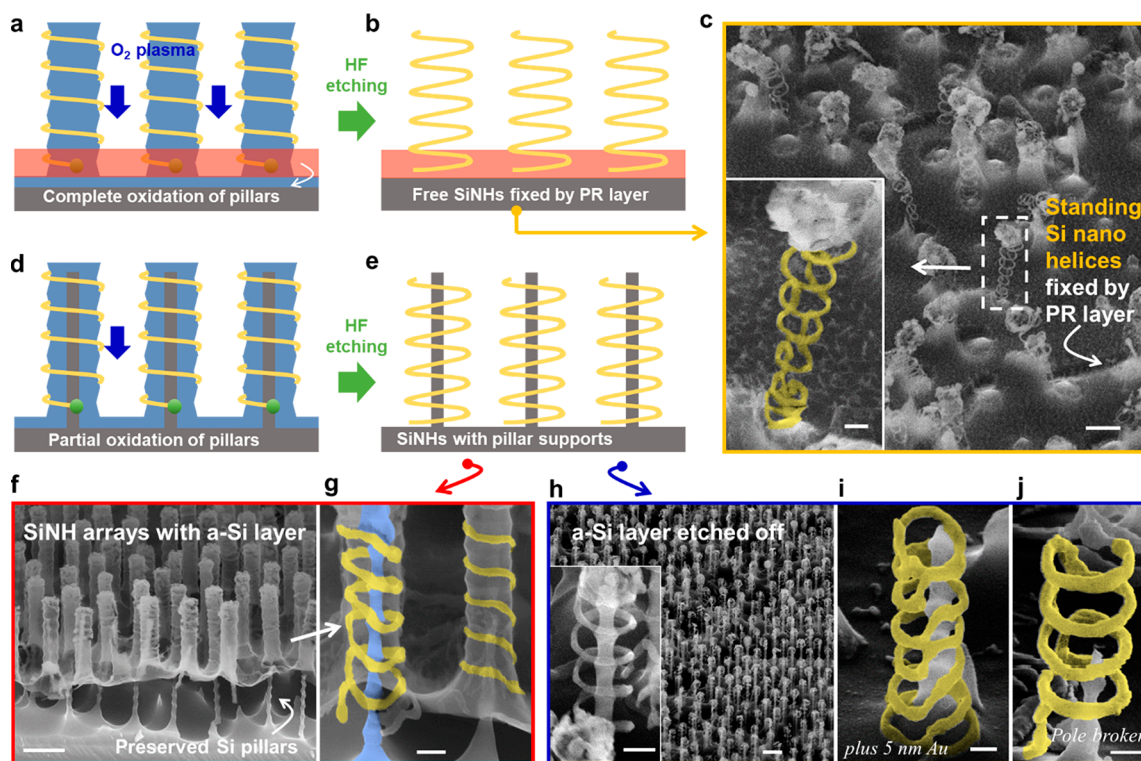 a
O₂ plasma
Complete oxidation of pillars
HF
etching
b
Free SiNHs fixed by PR layer
c
Standing
Si nano
helices
fixed by
PR layer
d
Partial oxidation of pillars
HF
etching
e
SiNHs with pillar supports
f
SiNH arrays with a-Si layer
Preserved Si pillars
g
h
a-Si layer etched off
i
plus 5 nm Au
j
Pole broken